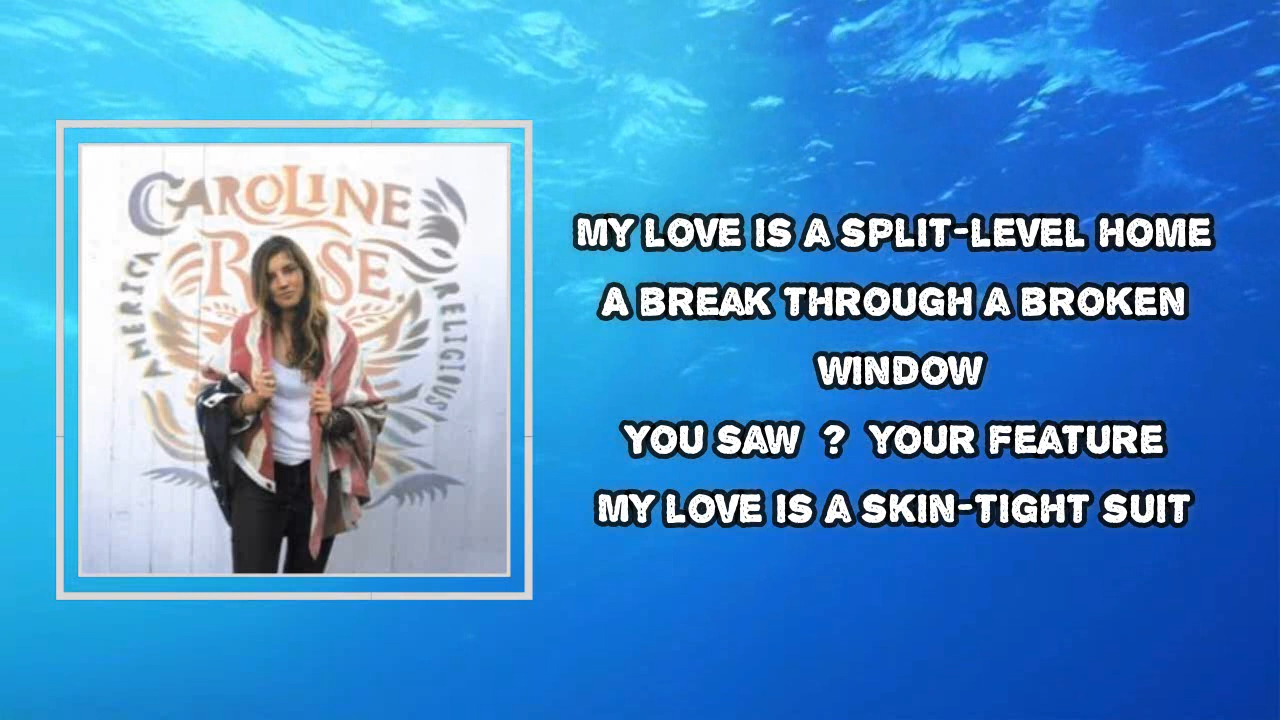 CAROLINE
ROSE
AMERICA
RELIGIOUS
MY LOVE IS A SPLIT-LEVEL HOME
A BREAK THROUGH A BROKEN
WINDOW
YOU SAW ? YOUR FEATURE
MY LOVE IS A SKIN-TIGHT SUIT